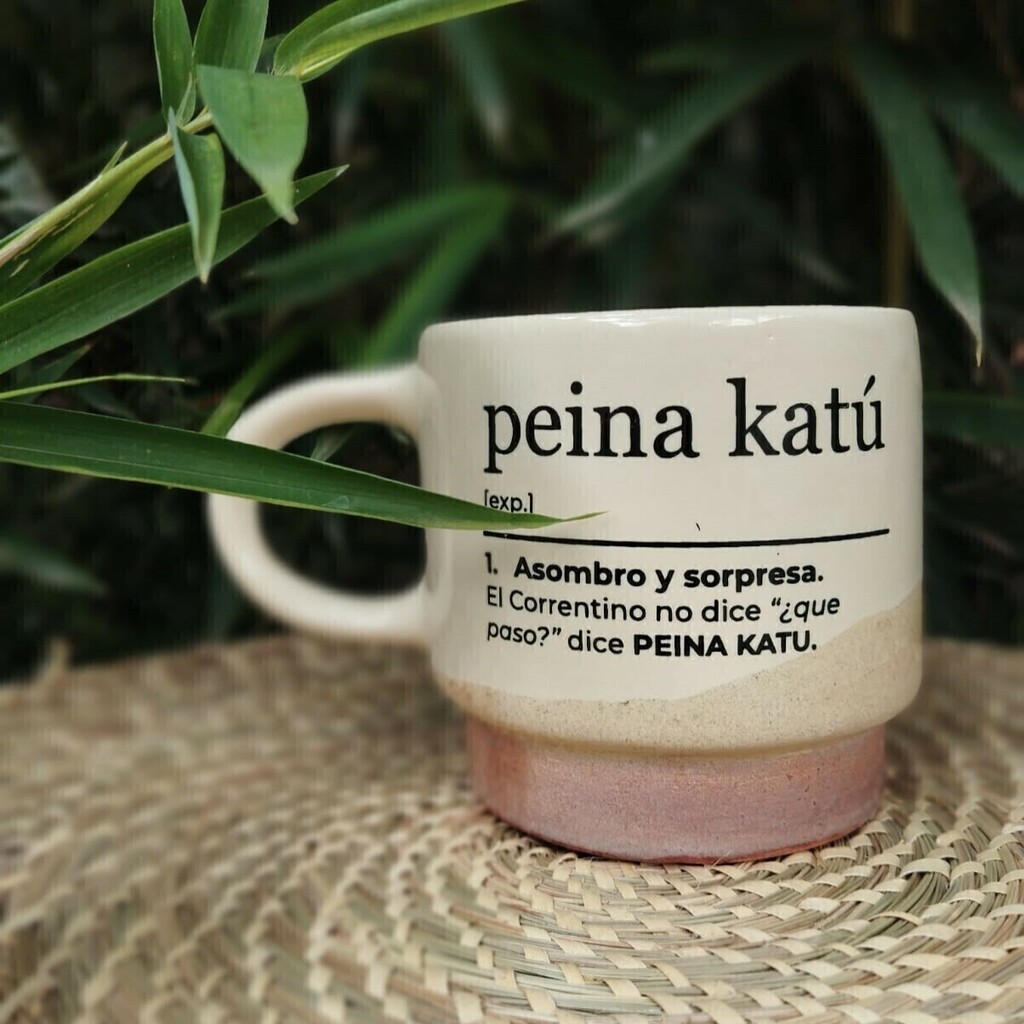 peina katú
[exp.]
1. Asombro y sorpresa.
El Correntino no dice “¿que
paso?” dice PEINA KATU.